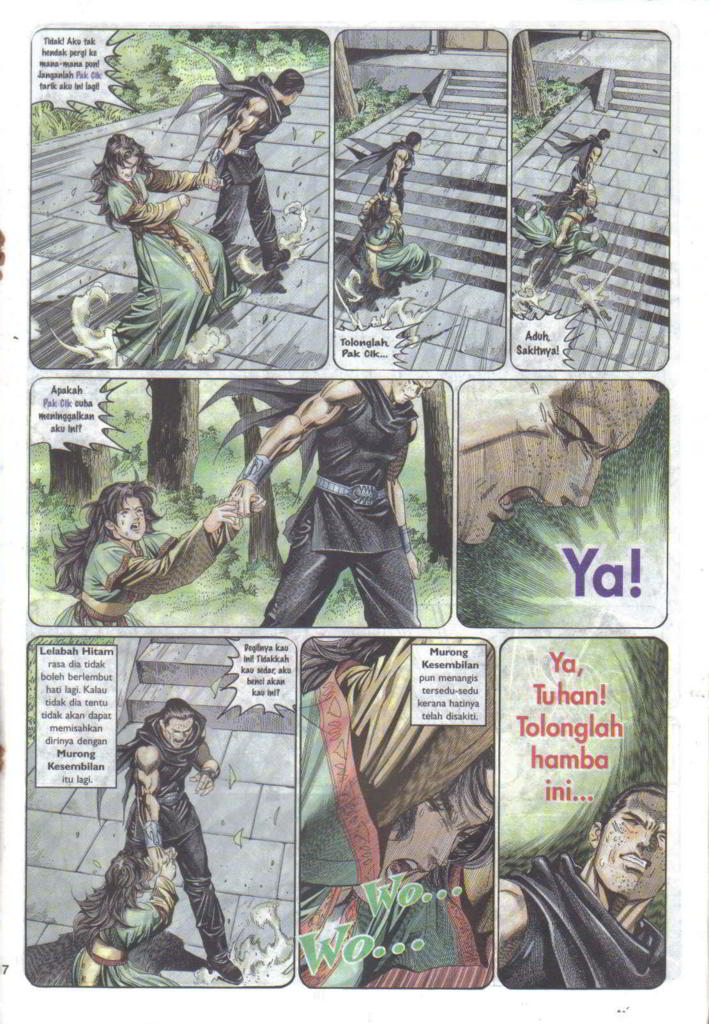 Tidak! Aku tak
hendak pergi ke
mana-mana pun!
Janganlah Pak Cik
tarik aku ini lagi!
Tolonglah,
Pak Cik...
Aduh,
Sakitnya!
Apakah
Pak Cik cuba
meninggalkan
aku ini?
Ya!
Lelabah Hitam
rasa dia tidak
boleh berlembut
hati lagi. Kalau
tidak dia tentu
tidak akan dapat
memisahkan
dirinya dengan
Murong
Kesembilan
itu lagi.
Degilnya kau
ini! Tidakkah
kau sedar, aku
benci akan
kau ini?
Murong
Kesembilan
pun menangis
tersedu-sedu
kerana hatinya
telah disakiti.
Wo...
Wo...
Ya,
Tuhan!
Tolonglah
hamba
ini...
7